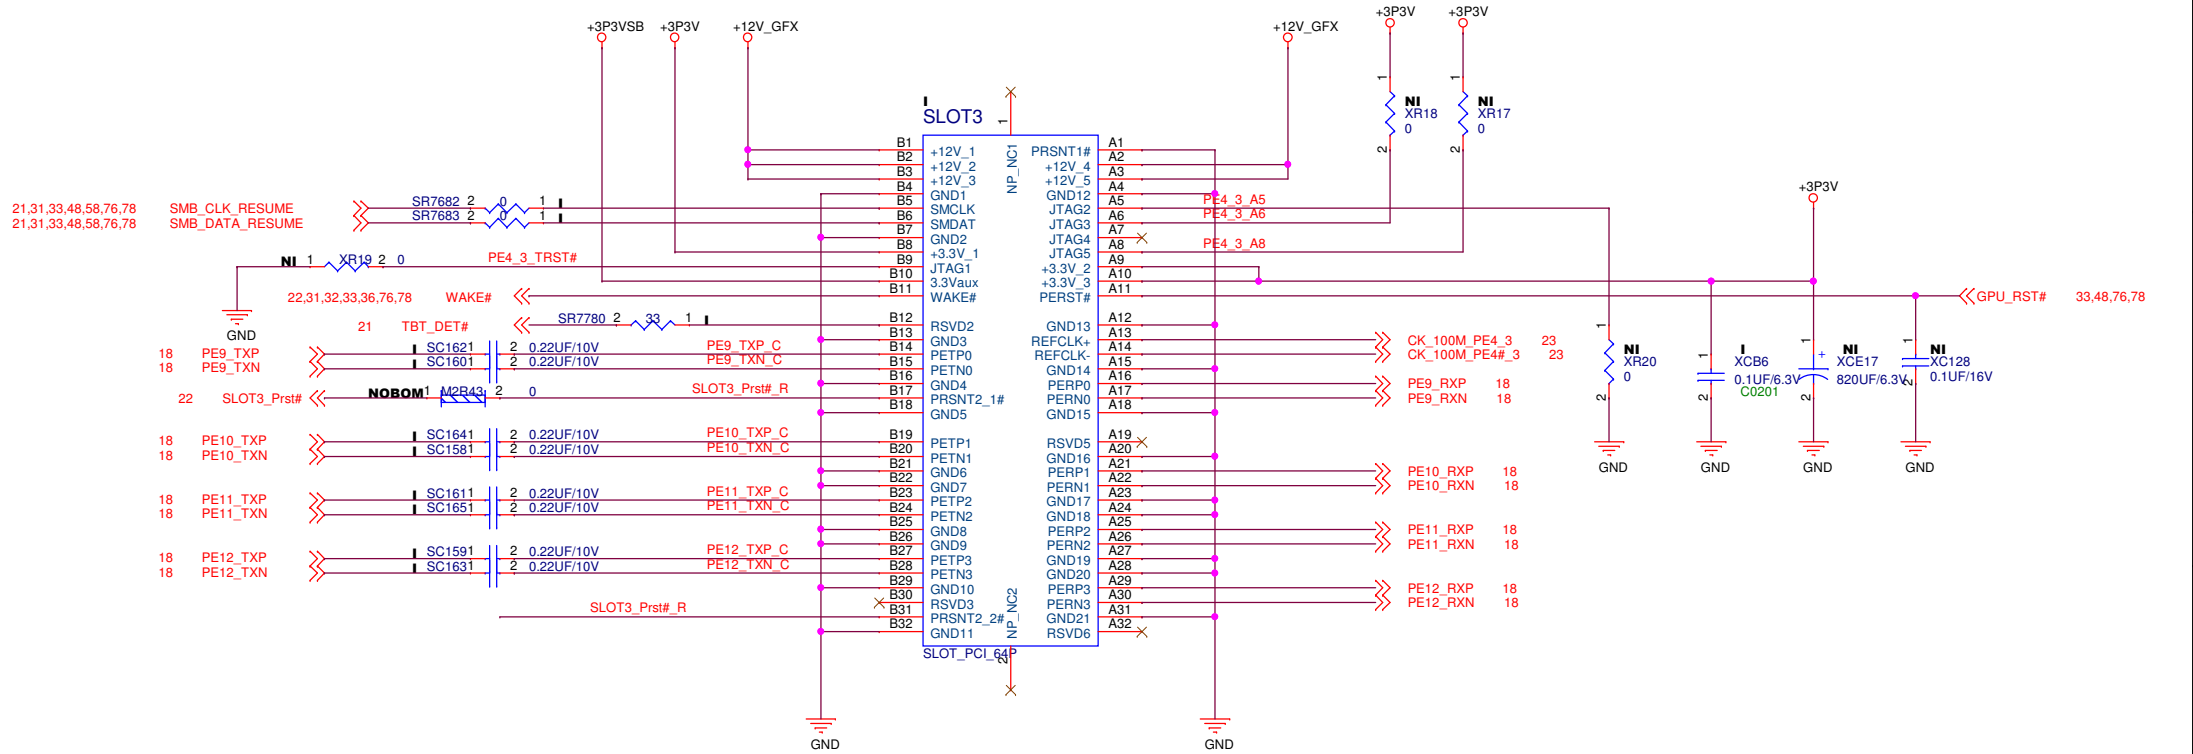 +3P3V +3P3V
+3P3VSB +3P3V +12V_GFX +12V_GFX
1 1
NI NI
XR18 XR17
0 0
2 2
I
SLOT3
1
NP_NC1
B1 +12V_1 PRSNT1# A1
B2 +12V_2 +12V_4 A2
B3 +12V_3 +12V_5 A3
B4 GND1 GND12 A4
21,31,33,48,58,76,78 SMB_CLK_RESUME SR7682 2 0 1 I B5 SMCLK JTAG2 A5 PE4_3_A5
21,31,33,48,58,76,78 SMB_DATA_RESUME SR7683 2 0 1 I B6 SMDAT JTAG3 A6 PE4_3_A6
B7 GND2 JTAG4 A7
B8 +3.3V_1 JTAG5 A8 PE4_3_A8
NI 1 XR19 2 0 PE4_3_TRST# B9 JTAG1 +3.3V_2 A9
B10 3.3Vaux +3.3V_3 A10
+3P3V
22,31,32,33,36,76,78 WAKE# B11 WAKE# PERST# A11 GPU_RST# 33,48,76,78
GND
21 TBT_DET# SR7780 2 33 1 I B12 RSVD2 GND13 A12
B13 GND3 REFCLK+ A13 CK_100M_PE4_3 23
18 PE9_TXP I SC1621 2 0.22UF/10V PE9_TXP_C B14 PETP0 REFCLK- A14 CK_100M_PE4#_3 23
18 PE9_TXN I SC1601 2 0.22UF/10V PE9_TXN_C B15 PETN0 GND14 A15
B16 GND4 PERP0 A16 PE9_RXP 18
22 SLOT3_Prst# NOBOM 1 M2R43 2 0 SLOT3_Prst#_R B17 PRSNT2_1# PERN0 A17 PE9_RXN 18
B18 GND5 GND15 A18
1 NI XR20 0 2 GND
1 I XCB6 0.1UF/6.3V C0201 2 GND
1 + NI XCE17 820UF/6.3V 2 GND
1 NI XC128 0.1UF/16V 2 GND
18 PE10_TXP I SC1641 2 0.22UF/10V PE10_TXP_C B19 PETP1 RSVD5 A19
18 PE10_TXN I SC1581 2 0.22UF/10V PE10_TXN_C B20 PETN1 GND16 A20
B21 GND6 PERP1 A21 PE10_RXP 18
B22 GND7 PERN1 A22 PE10_RXN 18
18 PE11_TXP I SC1611 2 0.22UF/10V PE11_TXP_C B23 PETP2 GND17 A23
18 PE11_TXN I SC1651 2 0.22UF/10V PE11_TXN_C B24 PETN2 GND18 A24
B25 GND8 PERP2 A25 PE11_RXP 18
B26 GND9 PERN2 A26 PE11_RXN 18
18 PE12_TXP I SC1591 2 0.22UF/10V PE12_TXP_C B27 PETP3 GND19 A27
18 PE12_TXN I SC1631 2 0.22UF/10V PE12_TXN_C B28 PETN3 GND20 A28
B29 GND10 PERP3 A29 PE12_RXP 18
B30 RSVD3 PERN3 A30 PE12_RXN 18
SLOT3_Prst#_R B31 PRSNT2_2# GND21 A31
B32 GND11 RSVD6 A32
NP_NC2
2
SLOT_PCI_64P
GND GND